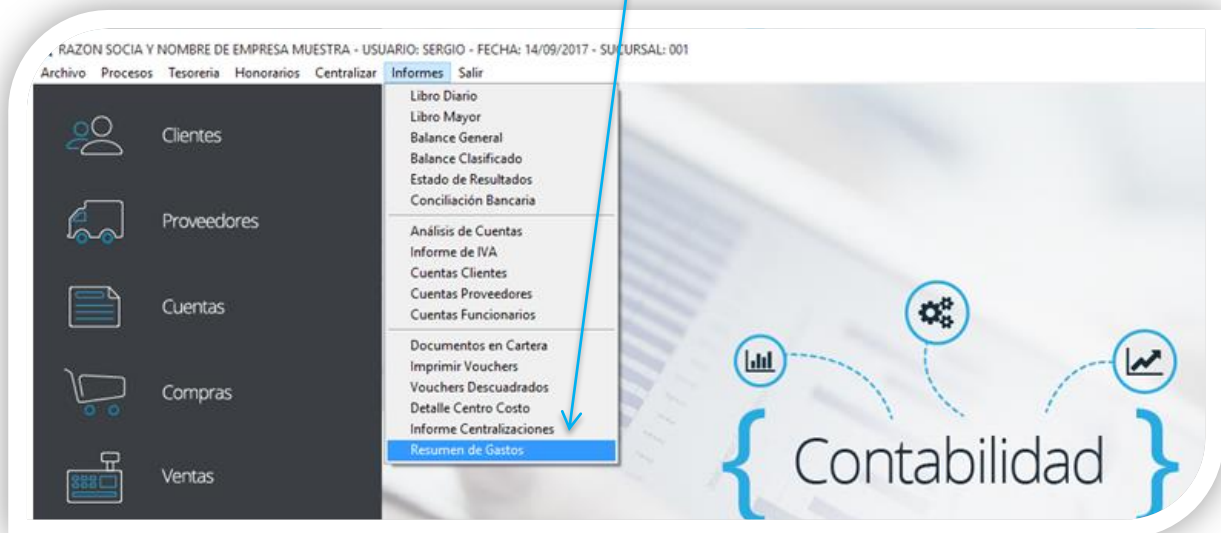 RAZON SOCIA Y NOMBRE DE EMPRESA MUESTRA - USUARIO: SERGIO - FECHA: 14/09/2017 - SUCURSAL: 001
Archivo Procesos Tesoreria Honorarios Centralizar Informes Salir
Clientes
Proveedores
Cuentas
Compras
Ventas
Libro Diario
Libro Mayor
Balance General
Balance Clasificado
Estado de Resultados
Conciliación Bancaria
Análisis de Cuentas
Informe de IVA
Cuentas Clientes
Cuentas Proveedores
Cuentas Funcionarios
Documentos en Cartera
Imprimir Vouchers
Vouchers Descuadrados
Detalle Centro Costo
Informe Centralizaciones
Resumen de Gastos
{ Contabilidad }